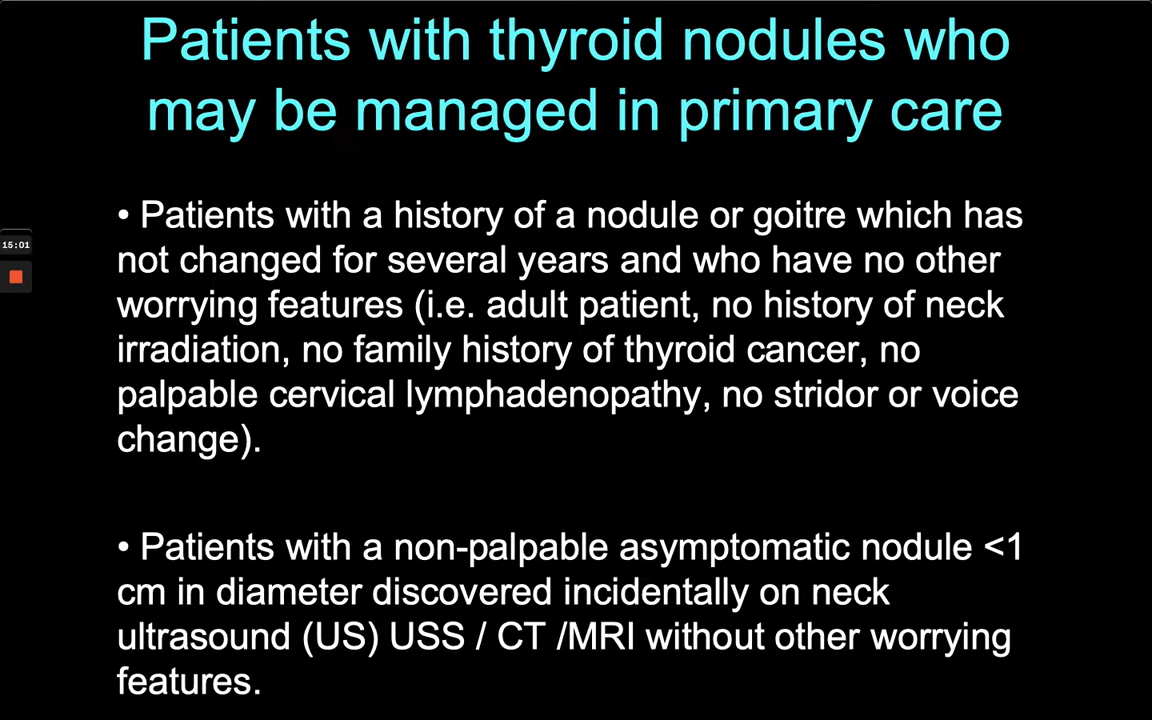 Patients with thyroid nodules who
may be managed in primary care
• Patients with a history of a nodule or goitre which has
not changed for several years and who have no other
15:01
worrying features (i.e. adult patient, no history of neck
irradiation, no family history of thyroid cancer, no
palpable cervical lymphadenopathy, no stridor or voice
change).
• Patients with a non-palpable asymptomatic nodule <1
cm in diameter discovered incidentally on neck
ultrasound (US) USS / CT /MRI without other worrying
features.